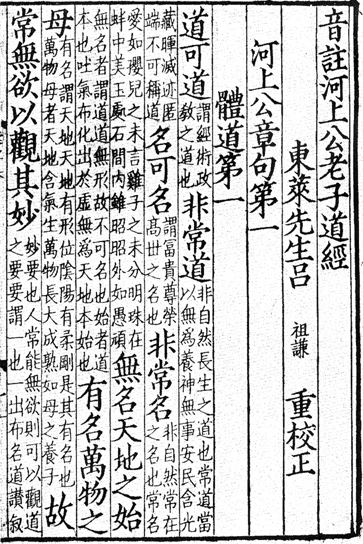 音註河上公老子道經
東萊先生吕祖謙重校正
河上公章句第一
體道第一
道可道謂經術政教之道也非常道非自然長生之道也常道當以無爲養神無事安民含光
藏暉滅迹匿端不可稱道名可名謂富貴尊榮高世之名也非常名非自然常在之名也常名
愛如嬰兒之未言雞子之未分明珠在蚌中美玉處石間内雖昭昭外如愚頑無名天地之始
無名者謂道道無形故不可名也始者道本也吐氣布化出於虛無爲天地本始也有名萬物之
母有名謂天地天地有形位陰陽有柔剛是其有名也萬物母者天地含氣生萬物長大成熟如母之養子故
常無欲以觀其妙妙要也人常能無欲則可以觀道之要要謂也出布名道讚叙